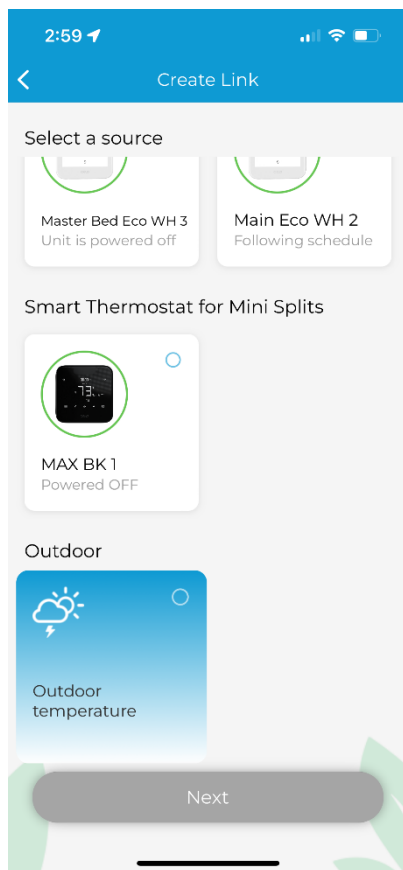 2:59
Create Link
Select a source
Master Bed Eco WH 3
Unit is powered off
Main Eco WH 2
Following schedule
Smart Thermostat for Mini Splits
MAX BK 1
Powered OFF
Outdoor
Outdoor
temperature
Next